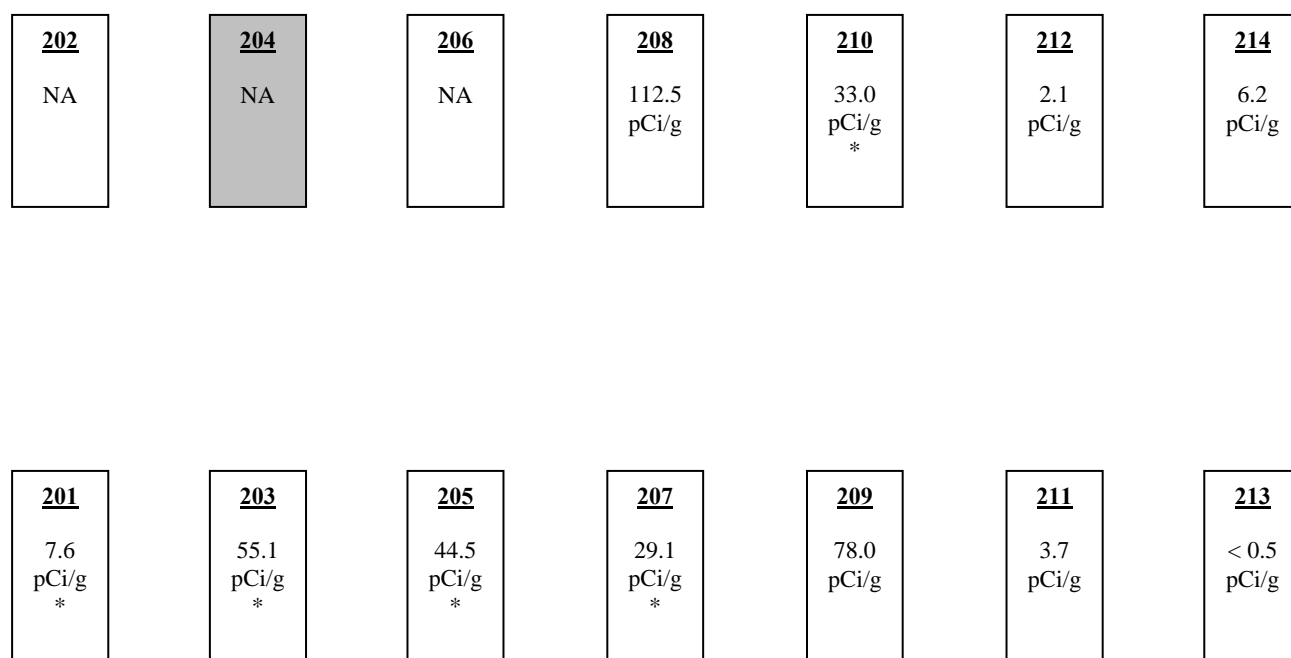 202
NA
204
NA
206
NA
208
112.5
pCi/g
210
33.0
pCi/g
*
212
2.1
pCi/g
214
6.2
pCi/g
201
7.6
pCi/g
*
203
55.1
pCi/g
*
205
44.5
pCi/g
*
207
29.1
pCi/g
*
209
78.0
pCi/g
211
3.7
pCi/g
213
< 0.5
pCi/g